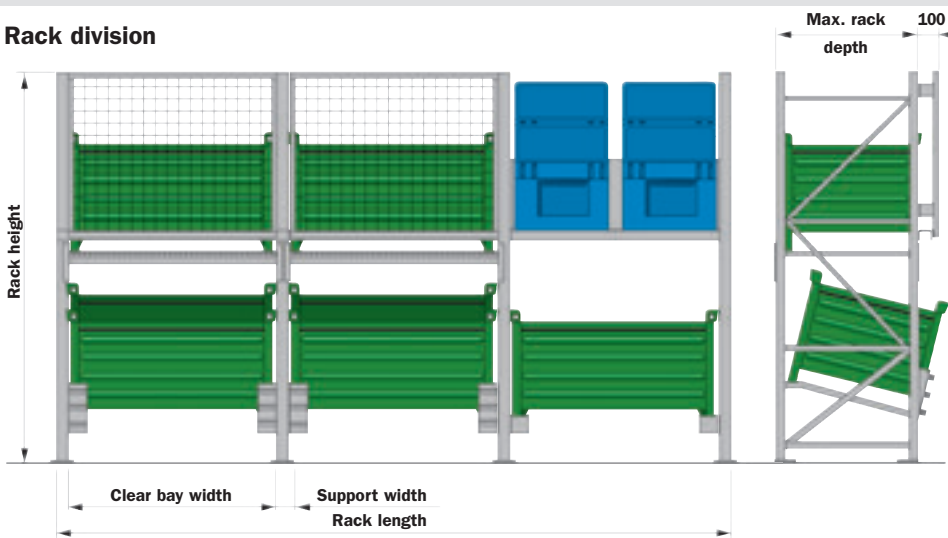 Rack division
Max. rack
depth
100
Rack height
Clear bay width
Support width
Rack length